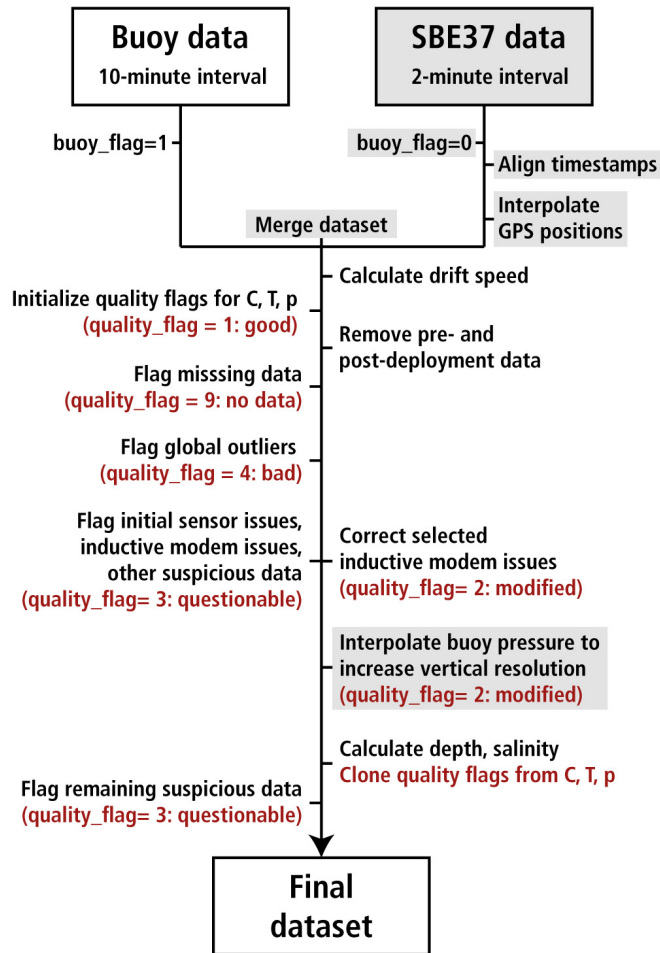 Buoy data
10-minute interval
SBE37 data
2-minute interval
buoy_flag=1
buoy_flag=0
Align timestamps
Interpolate
GPS positions
Merge dataset
Calculate drift speed
Initialize quality flags for C, T, p
(quality_flag = 1: good)
Remove pre- and
post-deployment data
Flag misssing data
(quality_flag = 9: no data)
Flag global outliers
(quality_flag = 4: bad)
Flag initial sensor issues,
inductive modem issues,
other suspicious data
(quality_flag= 3: questionable)
Correct selected
inductive modem issues
(quality_flag= 2: modified)
Interpolate buoy pressure to
increase vertical resolution
(quality_flag= 2: modified)
Calculate depth, salinity
Clone quality flags from C, T, p
Flag remaining suspicious data
(quality_flag= 3: questionable)
Final
dataset